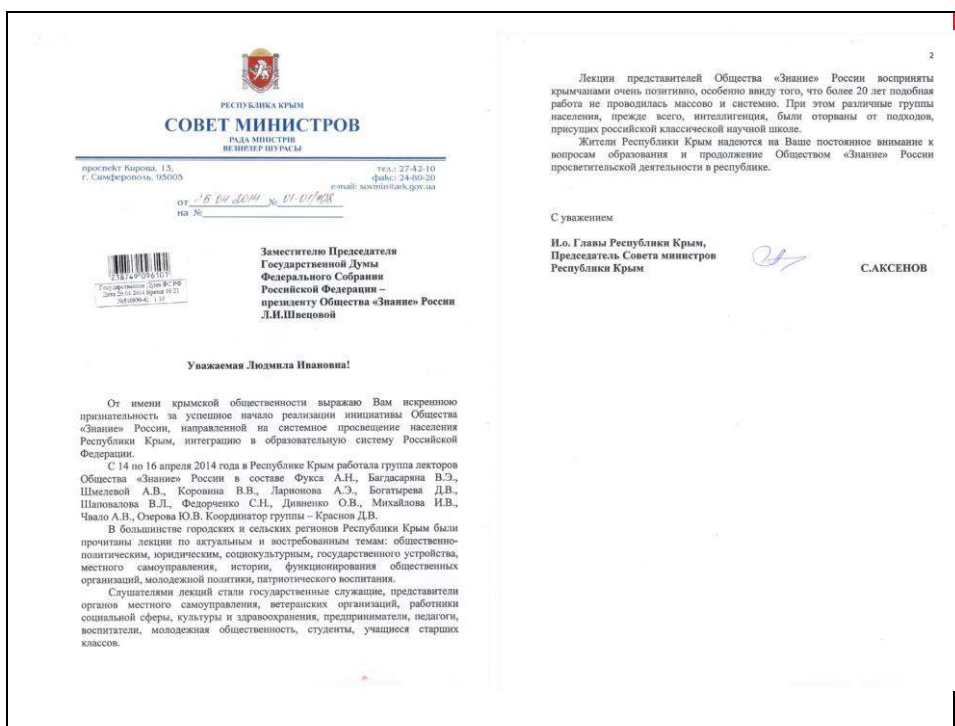 РЕСПУБЛИКА КРЫМ
СОВЕТ МИНИСТРОВ
РАДА МІНІСТРІВ
ВЕЗИРЛЕР ШУРАСЫ
проспект Кирова, 13,
г. Симферополь, 95005
тел.: 27-42-10
факс: 24-80-20
e-mail: sovmin@ark.gov.ua
от 04 2014 № 01-01/
на №
Государственная Дума ФС РФ
Заместителю Председателя
Государственной Думы
Федерального Собрания
Российской Федерации –
президенту Общества «Знание» России
Л.И.Швецовой
Уважаемая Людмила Ивановна!
От имени крымской общественности выражаю Вам искреннюю
признательность за успешное начало реализации инициативы Общества
«Знание» России, направленной на системное просвещение населения
Республики Крым, интеграцию в образовательную систему Российской
Федерации.
С 14 по 16 апреля 2014 года в Республике Крым работала группа лекторов
Общества «Знание» России в составе Фукса А.Н., Багдасаряна В.Э.,
Шмелевой А.В., Коровина В.В., Ларионова А.Э., Богатырева Д.В.,
Шаповалова В.Л., Федорченко С.Н., Дивненко О.В., Михайлова И.В.,
Чвало А.В., Озерова Ю.В. Координатор группы – Краснов Д.В.
В большинстве городских и сельских регионов Республики Крым были
прочитаны лекции по актуальным и востребованным темам: общественно-
политическим, юридическим, социокультурным, государственного устройства,
местного самоуправления, истории, функционирования общественных
организаций, молодежной политики, патриотического воспитания.
Слушателями лекций стали государственные служащие, представители
органов местного самоуправления, ветеранских организаций, работники
социальной сферы, культуры и здравоохранения, предприниматели, педагоги,
воспитатели, молодежная общественность, студенты, учащиеся старших
классов.
2
Лекции представителей Общества «Знание» России восприняты
крымчанами очень позитивно, особенно ввиду того, что более 20 лет подобная
работа не проводилась массово и системно. При этом различные группы
населения, прежде всего, интеллигенция, были оторваны от подходов,
присущих российской классической научной школе.
Жители Республики Крым надеются на Ваше постоянное внимание к
вопросам образования и продолжение Обществом «Знание» России
просветительской деятельности в республике.
С уважением
И.о. Главы Республики Крым,
Председатель Совета министров
Республики Крым
С.АКСЕНОВ